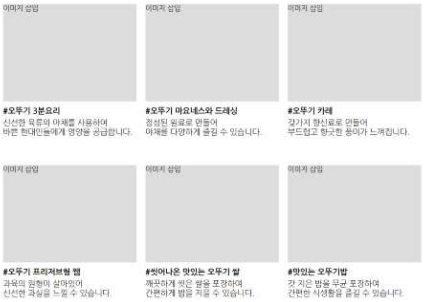 이미지 삽입
이미지 삽입
이미지 삽입
#오뚜기 3분요리
신선한 육류와 야채를 사용하여
바쁜 현대인들에게 영양을 공급합니다.
#오뚜기 마요네스와 드레싱
정성된 원료로 만들어
야채를 다양하게 즐길 수 있습니다.
#오뚜기 카레
갖가지 향신료로 만들어
부드럽고 향긋한 풍미가 느껴집니다.
이미지 삽입
이미지 삽입
이미지 삽입
#오뚜기 프리저브형 쨈
과육의 원형이 살아있어
신선한 과실을 느낄 수 있습니다.
#씻어나온 맛있는 오뚜기 쌀
깨끗하게 씻은 쌀을 포장하여
간편하게 밥을 지을 수 있습니다.
#맛있는 오뚜기밥
갓 지은 밥을 무균 포장하여
간편한 식생활을 즐길 수 있습니다.